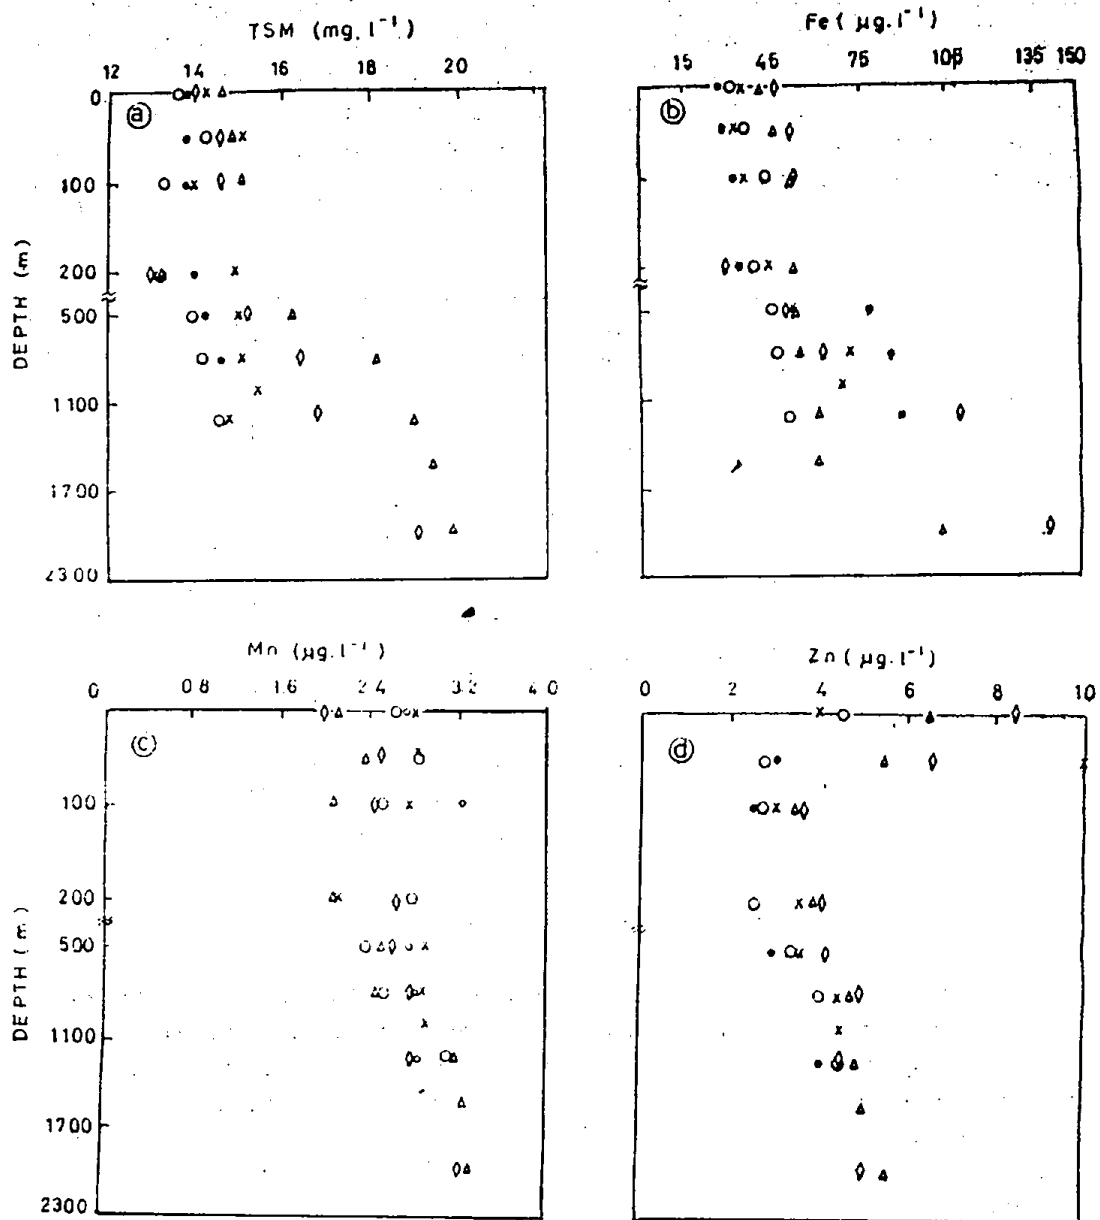 TSM (mg. l⁻¹)
12 14 16 18 20
0
100
200
500
1100
1700
2300
DEPTH (m)
a
Fe ( µg. l⁻¹)
15 45 75 105 135 150
b
Mn (µg. l⁻¹)
0 0.8 1.6 2.4 3.2 4.0
100
200
500
1100
1700
2300
DEPTH (m)
c
Zn ( µg. l⁻¹)
0 2 4 6 8 10
d